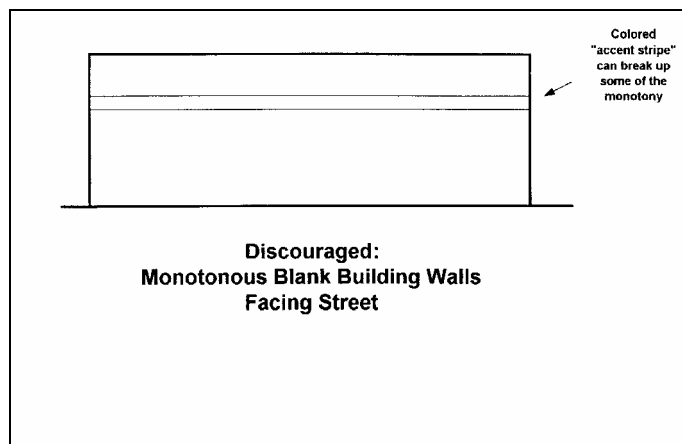 Colored
"accent stripe"
can break up
some of the
monotony
Discouraged:
Monotonous Blank Building Walls
Facing Street